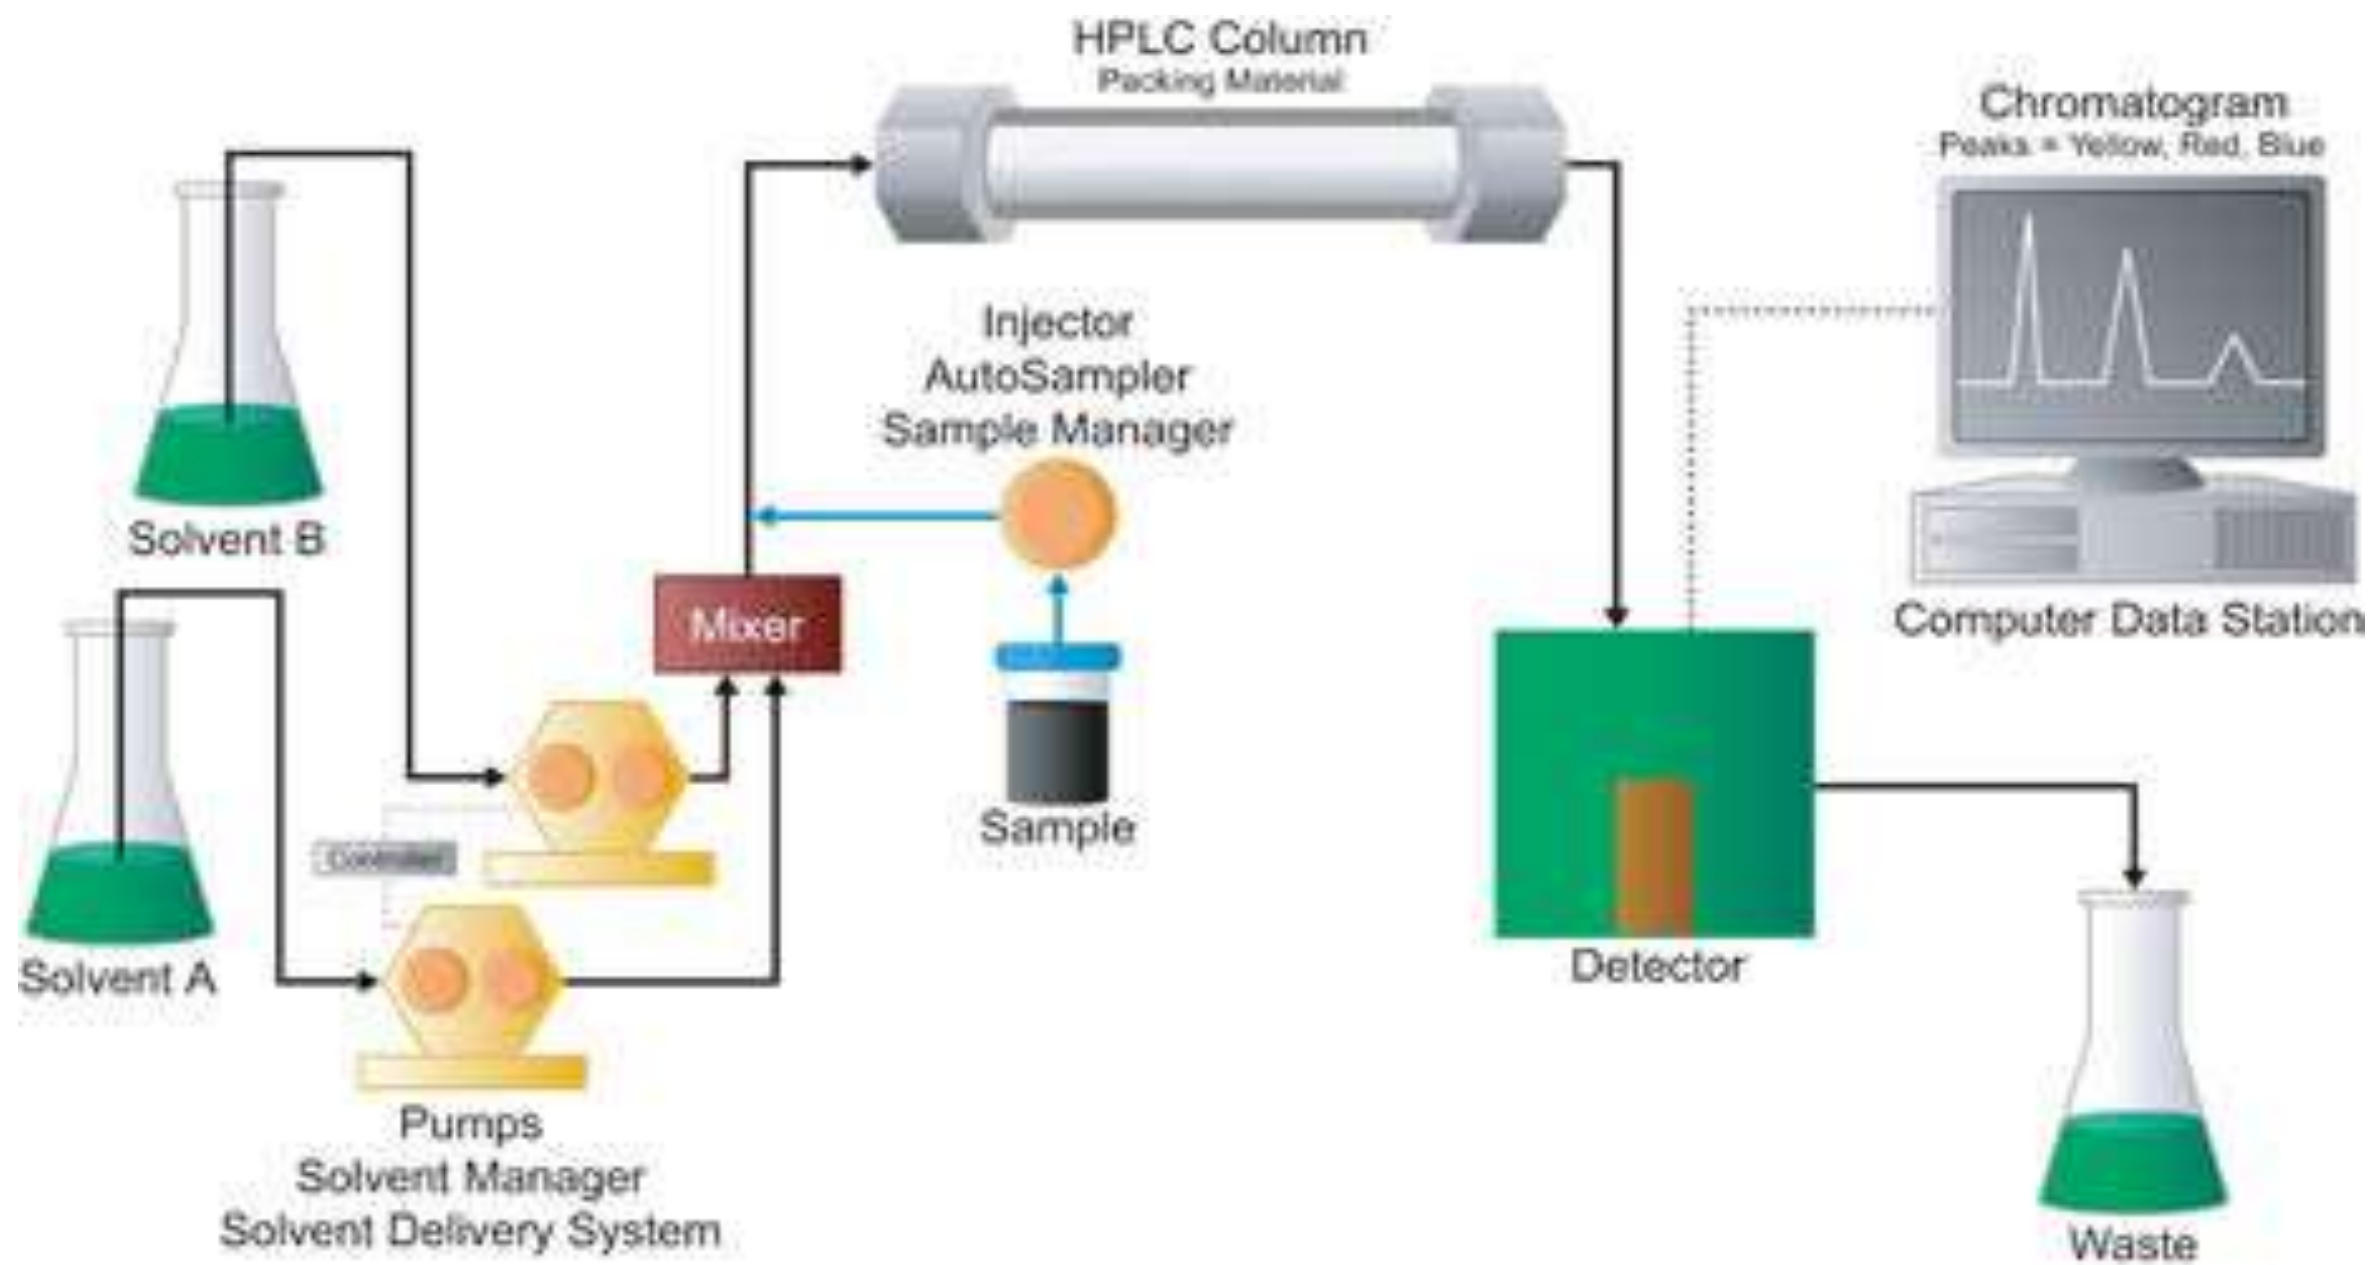 HPLC Column
Packing Material
Chromatogram
Peaks = Yellow, Red, Blue
Injector
AutoSampler
Sample Manager
Solvent B
Mixer
Computer Data Station
Sample
Controller
Solvent A
Detector
Pumps
Solvent Manager
Solvent Delivery System
Waste